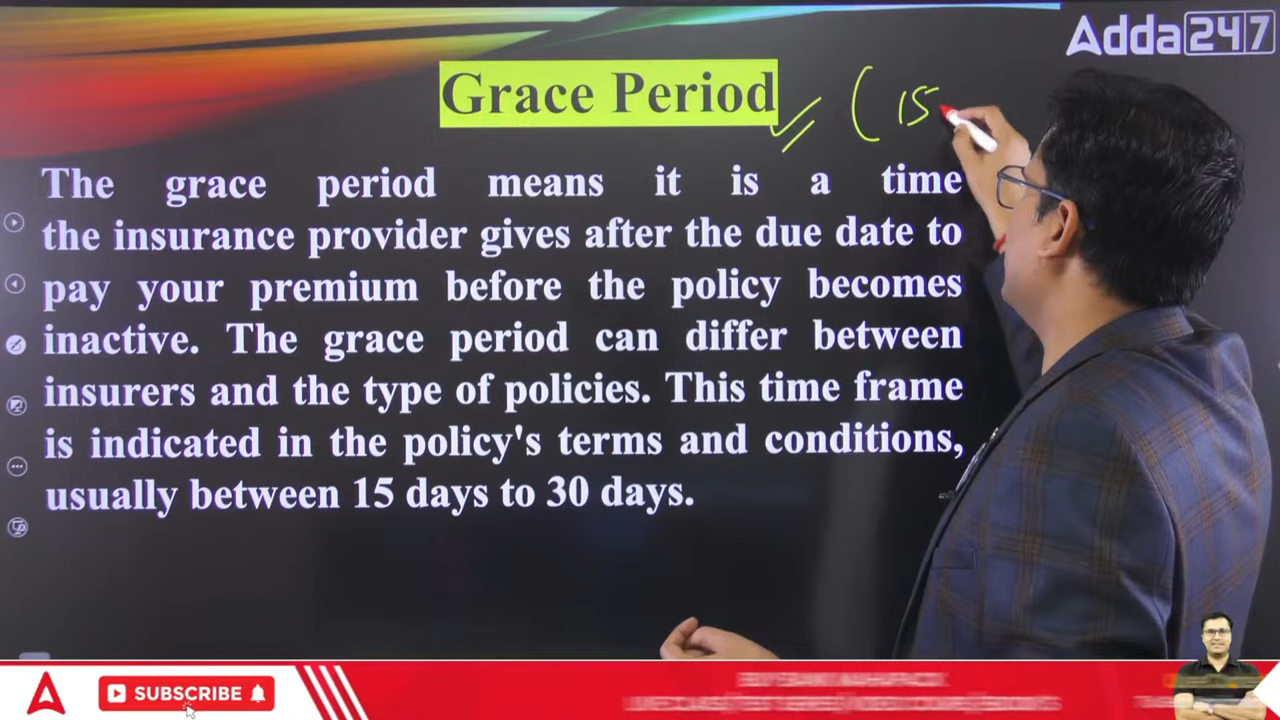 Adda247
Grace Period ( 15
The grace period means it is a time
the insurance provider gives after the due date to
pay your premium before the policy becomes
inactive. The grace period can differ between
insurers and the type of policies. This time frame
is indicated in the policy's terms and conditions,
usually between 15 days to 30 days.
SUBSCRIBE